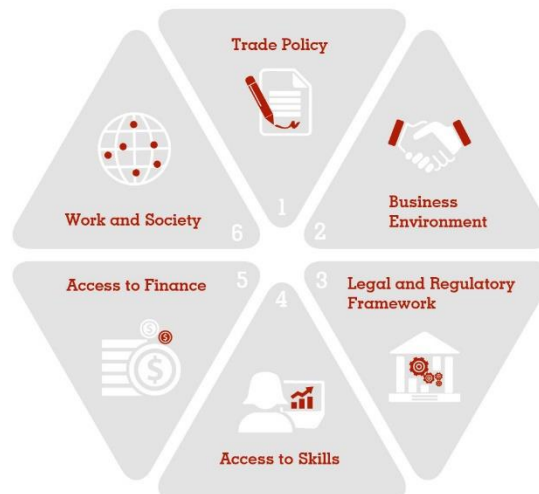 Trade Policy
1
Business
Environment
2
Legal and Regulatory
Framework
3
Access to Skills
4
Access to Finance
5
$
$
$
Work and Society
6